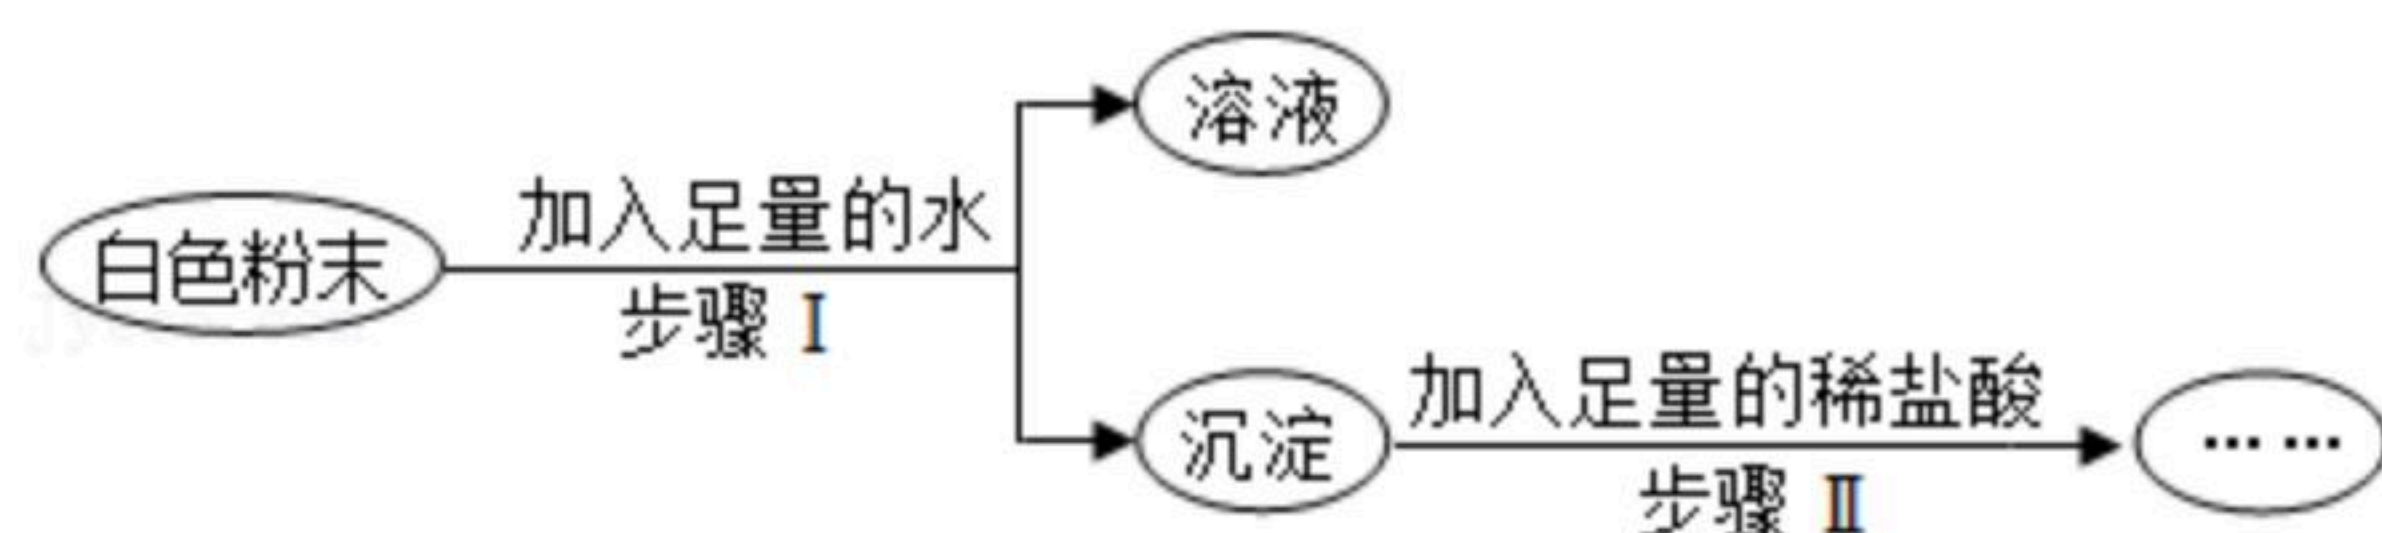 溶液
加入足量的水
白色粉末
步骤 Ⅰ
加入足量的稀盐酸
沉淀
……
步骤 Ⅱ